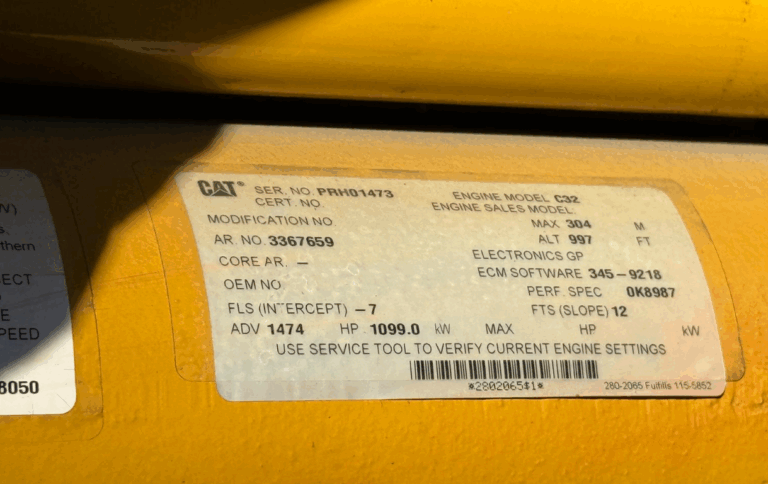 CAT® SER. NO. PRH01473 ENGINE MODEL C32
CERT. NO. ENGINE SALES MODEL
MODIFICATION NO. MAX 304 M
AR. NO. 3367659 ALT 997 FT
CORE AR. — ELECTRONICS GP
OEM NO. ECM SOFTWARE 345-9218
PERF. SPEC 0K8987
FLS (INTERCEPT) -7 FTS (SLOPE) 12
ADV 1474 HP 1099.0 kW MAX HP kW
USE SERVICE TOOL TO VERIFY CURRENT ENGINE SETTINGS
*2802065$1* 280-2065 Fulfills 115-5852
W)
s,
thern
ECT
E
PEED
8050